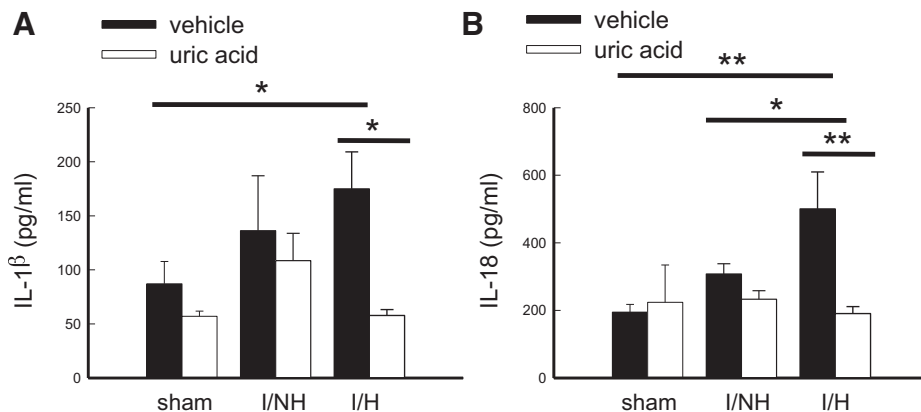 A
vehicle
uric acid
*
*
250
200
150
100
50
0
IL-1β (pg/ml)
sham I/NH I/H
B
vehicle
uric acid
**
*
**
800
600
400
200
0
IL-18 (pg/ml)
sham I/NH I/H